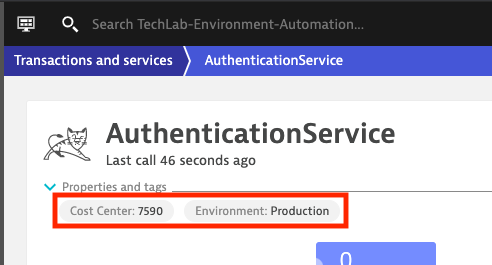 Search TechLab-Environment-Automation...
Transactions and services AuthenticationService
AuthenticationService
Last call 46 seconds ago
Properties and tags
Cost Center: 7590 Environment: Production
0